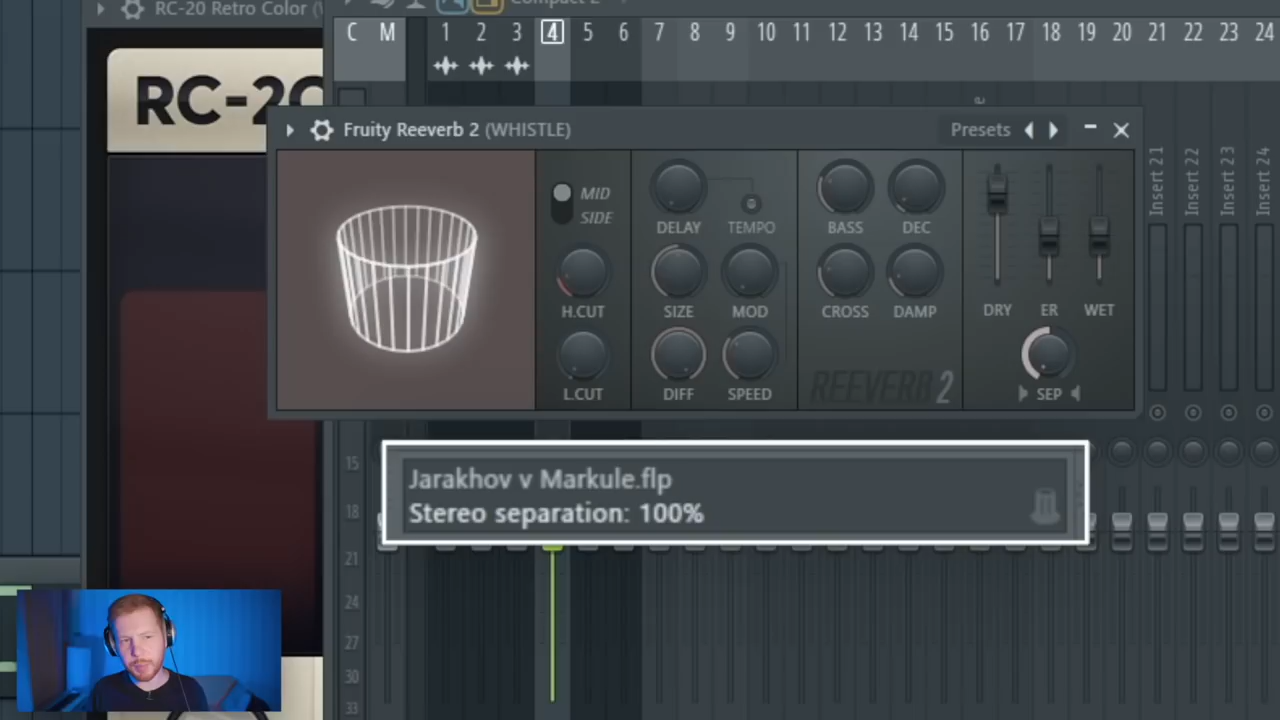 RC-20 Retro Color
C M 1 2 3 4 5 6 7 8 9 10 11 12 13 14 15 16 17 18 19 20 21 22 23 24
RC-20
Fruity Reeverb 2 (WHISTLE) Presets
MID
SIDE
H.CUT
L.CUT
DELAY TEMPO
SIZE MOD
DIFF SPEED
BASS DEC
CROSS DAMP
REEVERB 2
DRY ER WET
SEP
Insert 21
Insert 22
Insert 23
Insert 24
Jarakhov v Markule.flp
Stereo separation: 100%
15
18
21
24
27
30
33